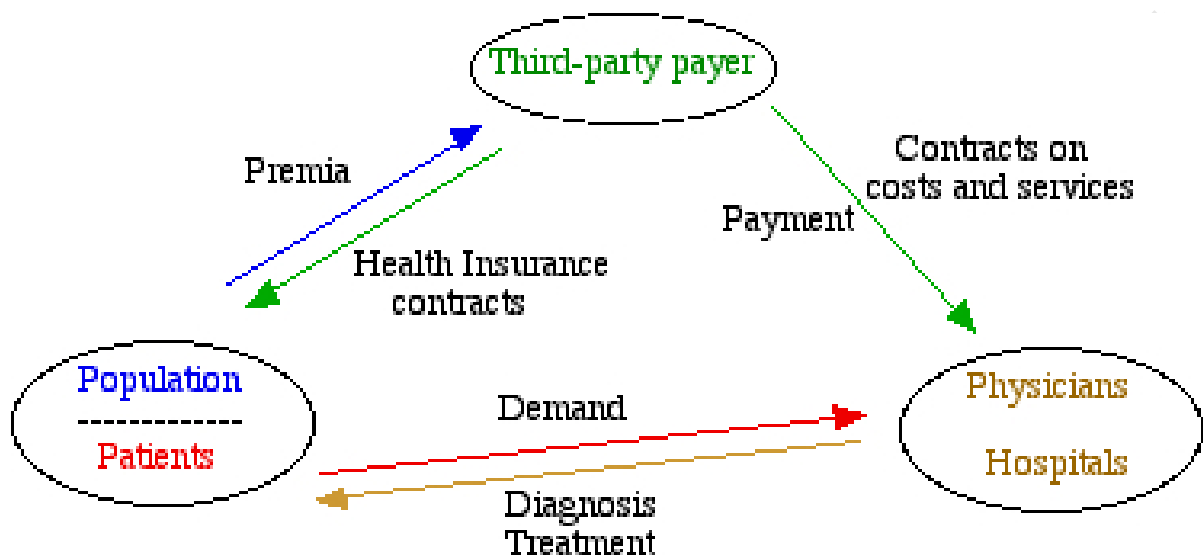 Third-party payer
Premia
Contracts on
costs and services
Payment
Health Insurance
contracts
Population
-------------
Patients
Demand
Physicians
Hospitals
Diagnosis
Treatment